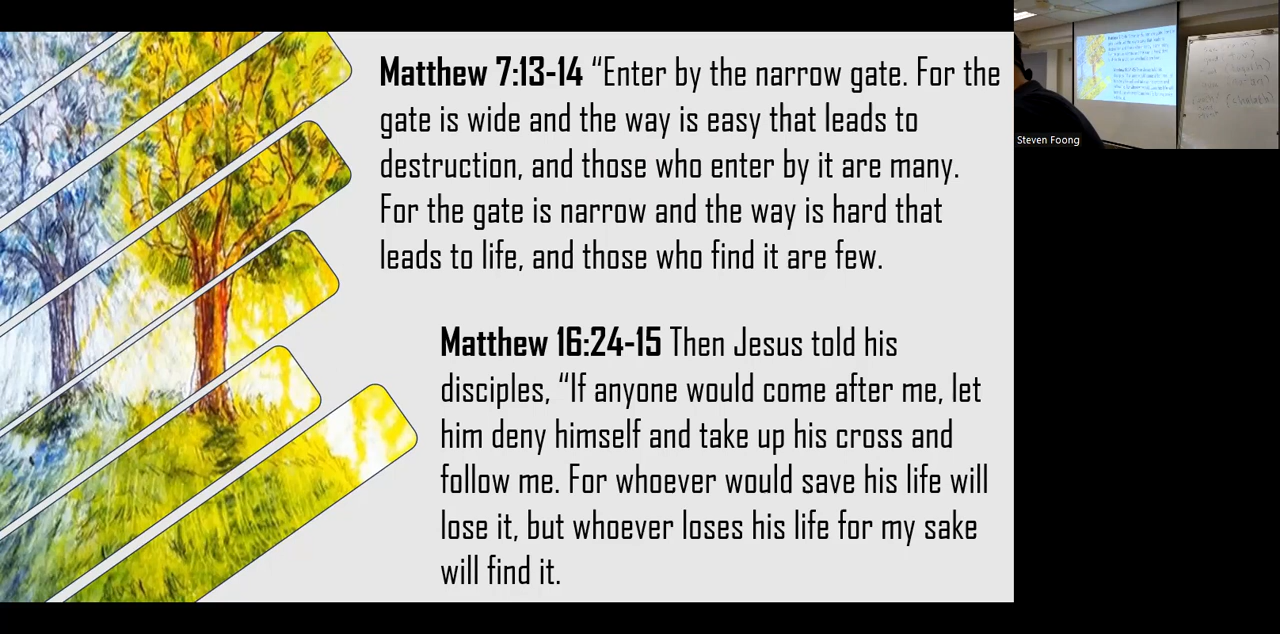 Matthew 7:13-14 “Enter by the narrow gate. For the
gate is wide and the way is easy that leads to
destruction, and those who enter by it are many.
For the gate is narrow and the way is hard that
leads to life, and those who find it are few.
Matthew 16:24-15 Then Jesus told his
disciples, “If anyone would come after me, let
him deny himself and take up his cross and
follow me. For whoever would save his life will
lose it, but whoever loses his life for my sake
will find it.
Steven Foong